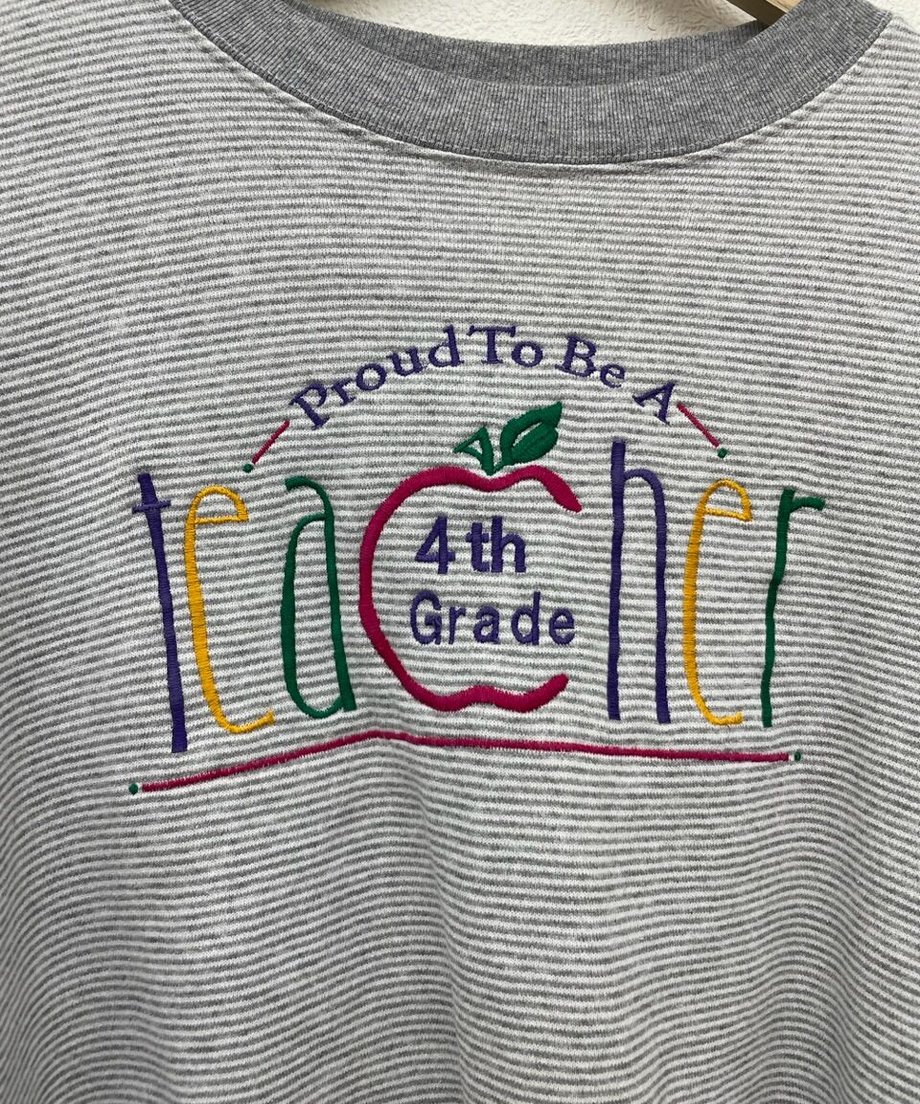 Proud To Be A
teacher
4th
Grade